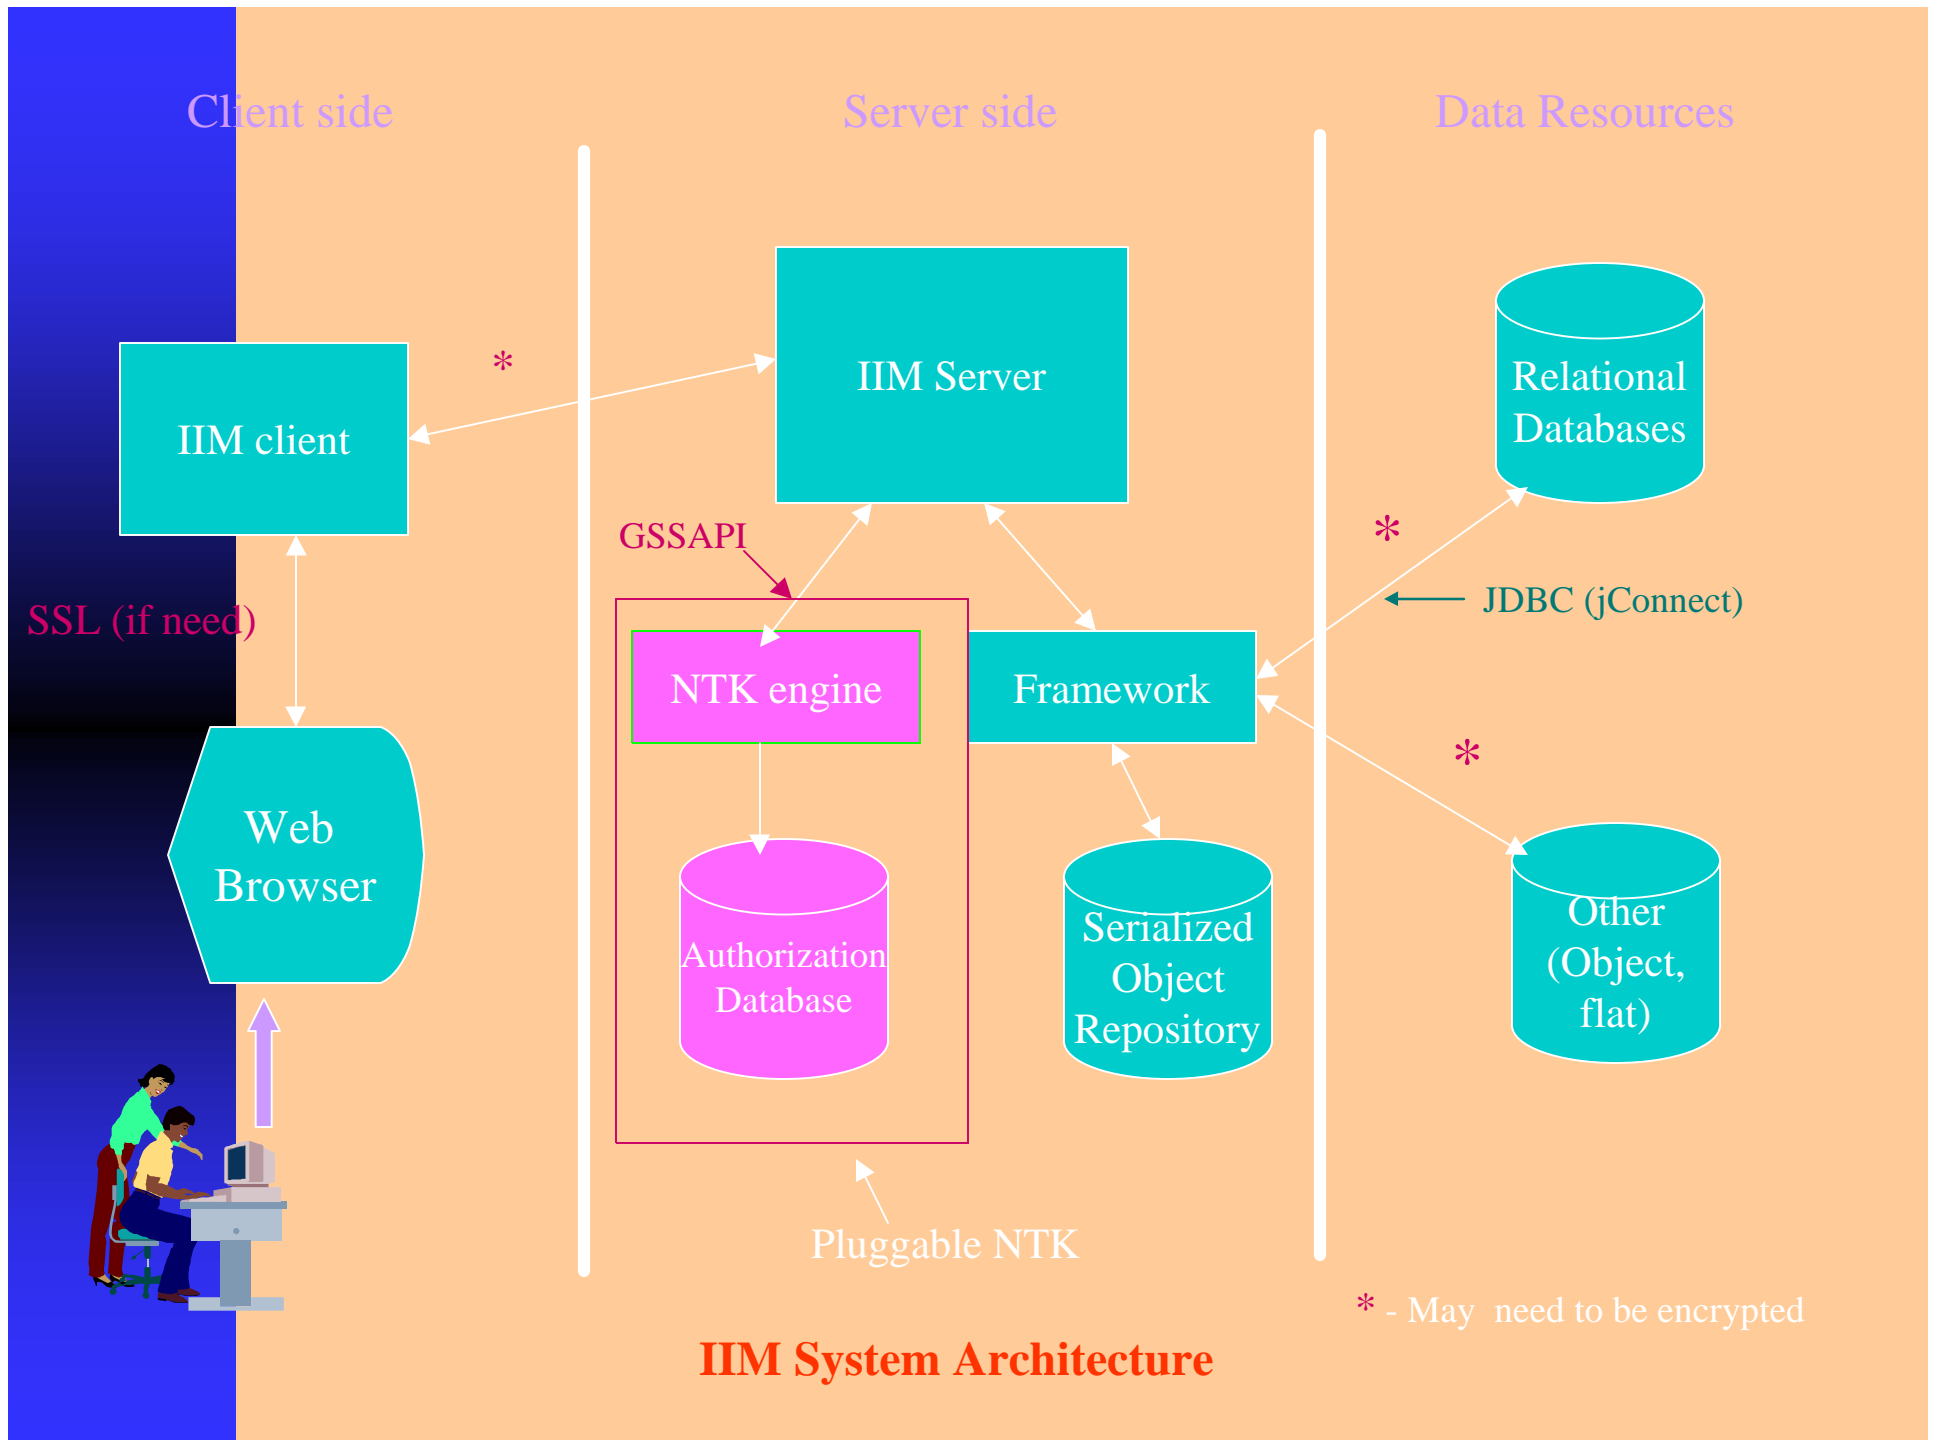 Client side
Server side
Data Resources
IIM client
*
IIM Server
Relational
Databases
GSSAPI
*
JDBC (jConnect)
SSL (if need)
NTK engine
Framework
*
Web
Browser
Authorization
Database
Serialized
Object
Repository
Other
(Object,
flat)
Pluggable NTK
* - May  need to be encrypted
IIM System Architecture